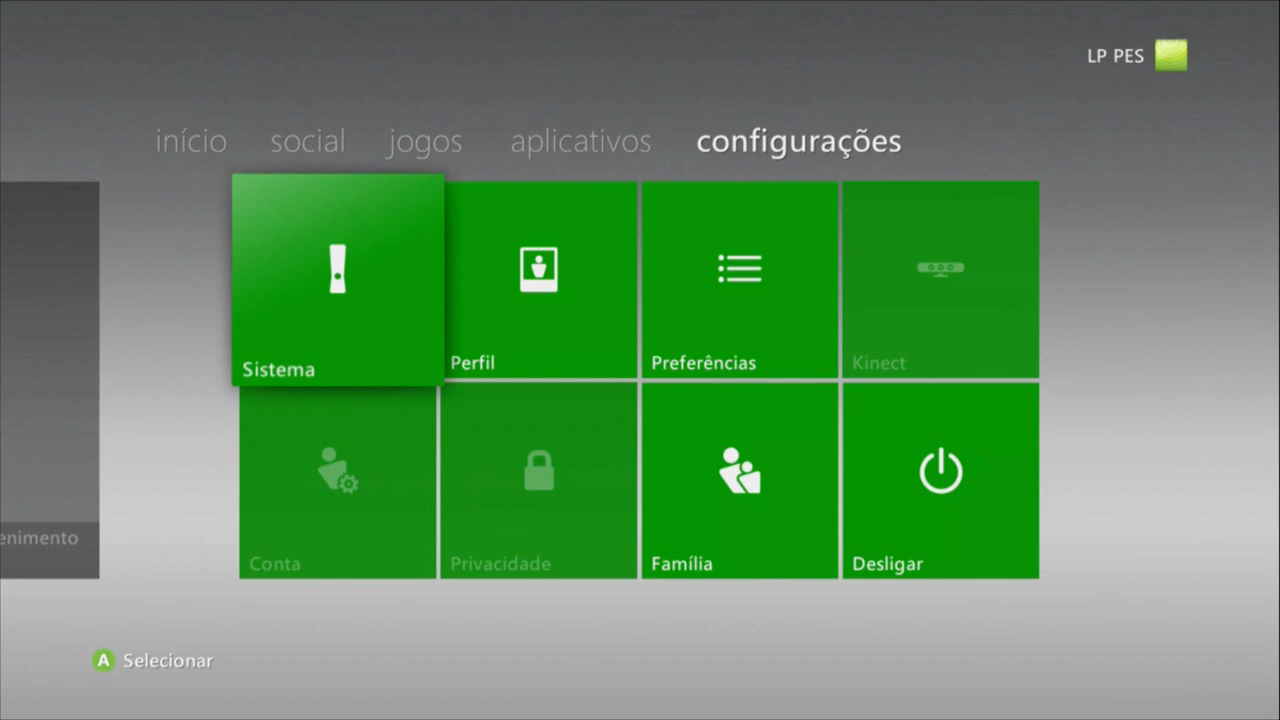 LP PES
início social jogos aplicativos configurações
Sistema
Perfil
Preferências
Kinect
enimento
Conta
Privacidade
Família
Desligar
A Selecionar